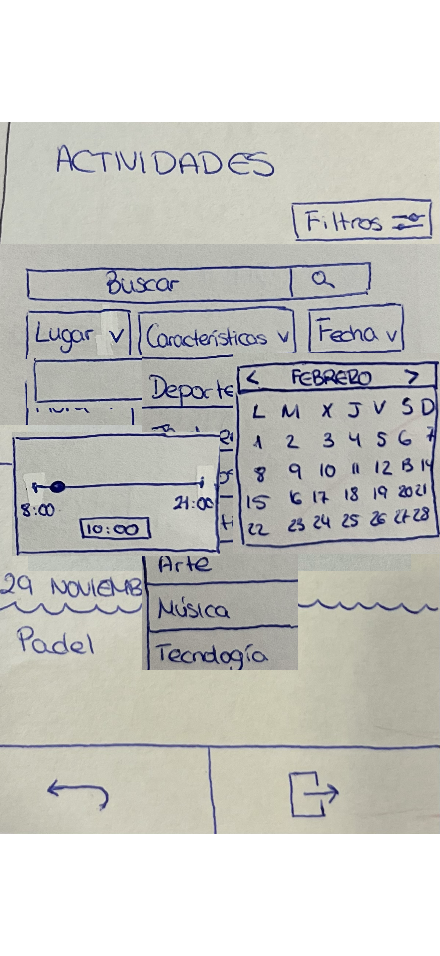 ACTIVIDADES
Filtros
Buscar
Lugar v Características v Fecha v
Deporte
< FEBRERO >
L M X J V S D
1 2 3 4 5 6 7
8 9 10 11 12 13 14
15 16 17 18 19 20 21
22 23 24 25 26 27 28
8:00 21:00
10:00
Arte
29 NOVIEMB
Música
Padel
Tecnología